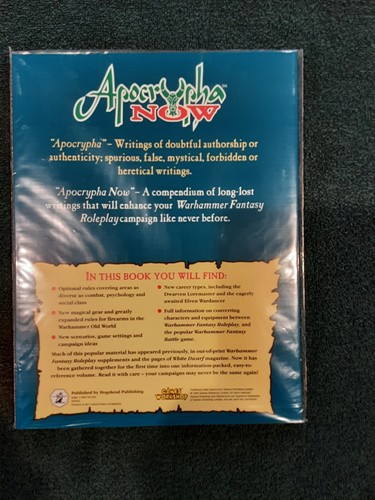 Apocrypha
NOW
"Apocrypha" – Writings of doubtful authorship or
authenticity; spurious, false, mystical, forbidden or
heretical writings.
"Apocrypha Now" – A compendium of long-lost
writings that will enhance your Warhammer Fantasy
Roleplay campaign like never before.
IN THIS BOOK YOU WILL FIND:
Optional rules covering areas as
diverse as combat, psychology and
social class
New magical gear and greatly
expanded rules for firearms in the
Warhammer Old World
New scenarios, game settings and
campaign ideas
New career types, including the
Dwarven Loremaster and the eagerly
awaited Elven Wardancer
Full information on converting
characters and equipment between
Warhammer Fantasy Roleplay, and
the popular Warhammer Fantasy
Battle game.
Much of this popular material has appeared previously, in out-of-print Warhammer
Fantasy Roleplay supplements and the pages of White Dwarf magazine. Now it has
been gathered together for the first time into one information-packed, easy-to-
reference volume. Read it with care – your campaigns may never be the same again!
Published by Hogshead Publishing
GAMES
WORKSHOP